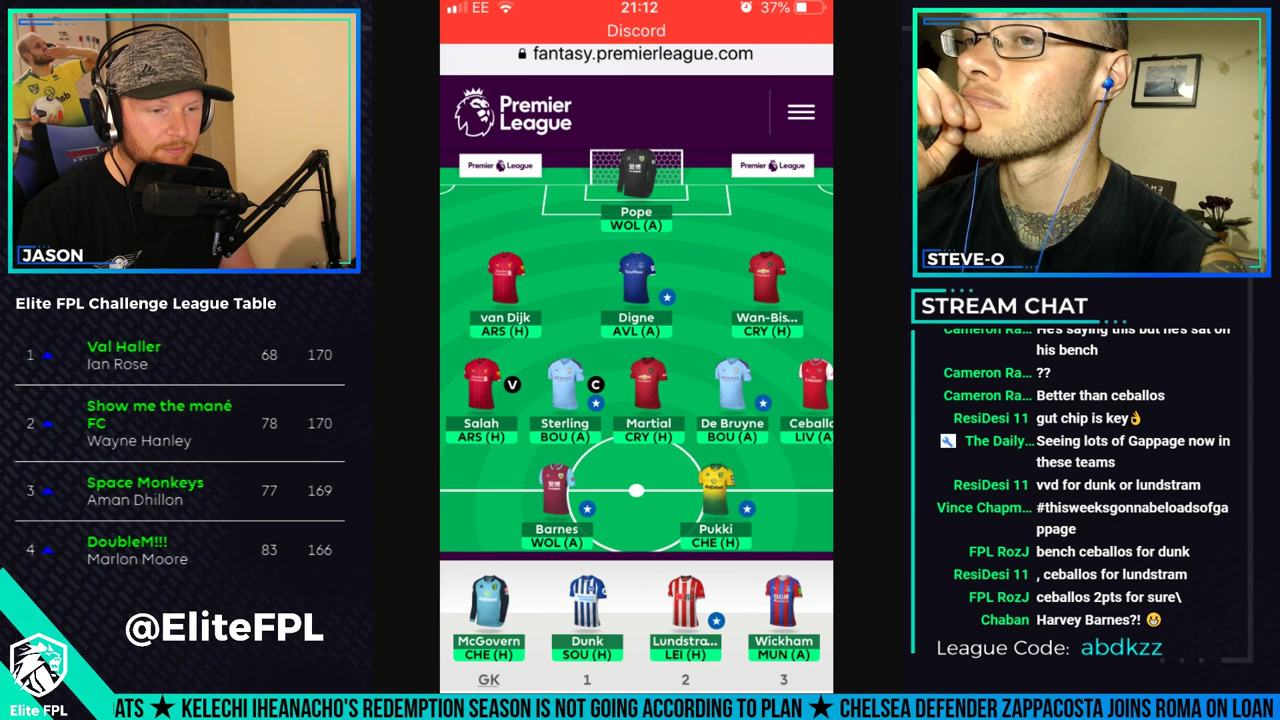 EE
21:12
37%
Discord
fantasy.premierleague.com
Premier
League
Premier League
Premier League
Pope
WOL (A)
van Dijk
ARS (H)
Digne
AVL (A)
Wan-Bis...
CRY (H)
V
C
Salah
ARS (H)
Sterling
BOU (A)
Martial
CRY (H)
De Bruyne
BOU (A)
Ceballo
LIV (A
Barnes
WOL (A)
Pukki
CHE (H)
McGovern
CHE (H)
Dunk
SOU (H)
Lundstra...
LEI (H)
Wickham
MUN (A)
GK
1
2
3
JASON
Elite FPL Challenge League Table
1 Val Haller 68 170
Ian Rose
2 Show me the mané FC 78 170
Wayne Hanley
3 Space Monkeys 77 169
Aman Dhillon
4 DoubleM!!! 83 166
Marlon Moore
@EliteFPL
Elite FPL
STEVE-O
STREAM CHAT
Cameron Ra... He's saying this but he's sat on
his bench
Cameron Ra... ??
Cameron Ra... Better than ceballos
ResiDesi 11 gut chip is key👌
The Daily... Seeing lots of Gappage now in
these teams
ResiDesi 11 vvd for dunk or lundstram
Vince Chapm... #thisweeksgonnabeloadsofga
ppage
FPL RozJ bench ceballos for dunk
ResiDesi 11 , ceballos for lundstram
FPL RozJ ceballos 2pts for sure\
Chaban Harvey Barnes?! 😀
League Code: abdkzz
ATS ★ KELECHI IHEANACHO'S REDEMPTION SEASON IS NOT GOING ACCORDING TO PLAN ★ CHELSEA DEFENDER ZAPPACOSTA JOINS ROMA ON LOAN